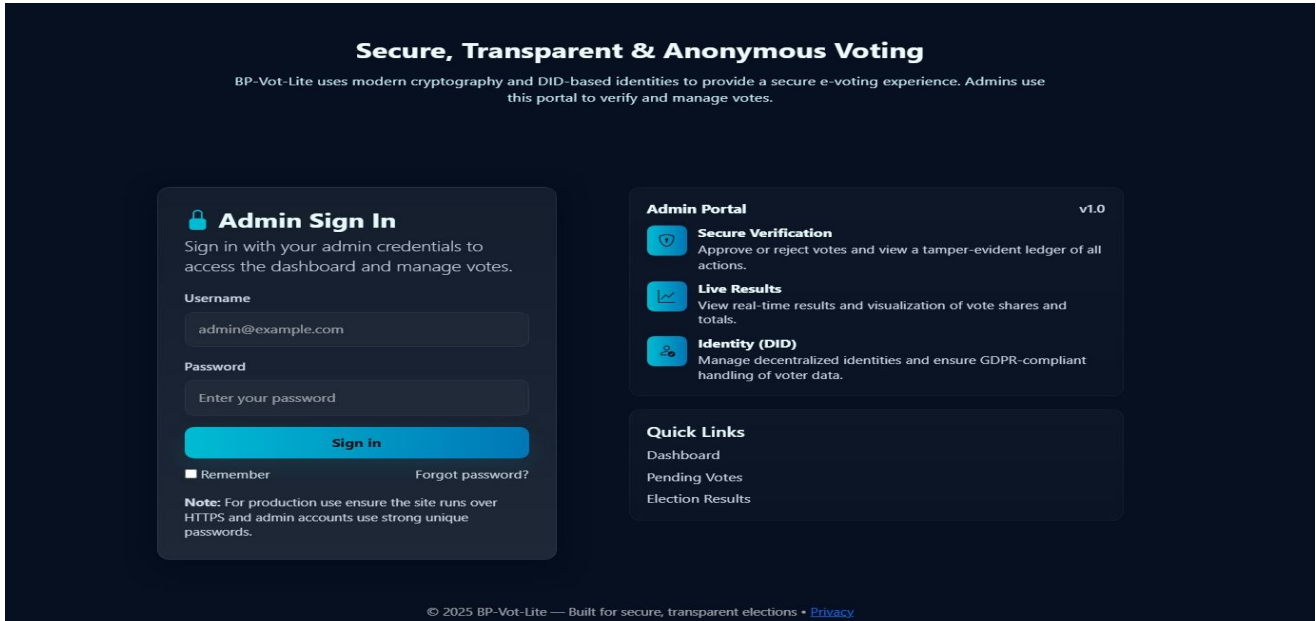 Secure, Transparent & Anonymous Voting
BP-Vot-Lite uses modern cryptography and DID-based identities to provide a secure e-voting experience. Admins use
this portal to verify and manage votes.
Admin Sign In
Sign in with your admin credentials to
access the dashboard and manage votes.
Username
admin@example.com
Password
Enter your password
Sign in
Remember
Forgot password?
Note: For production use ensure the site runs over
HTTPS and admin accounts use strong unique
passwords.
Admin Portal
v1.0
Secure Verification
Approve or reject votes and view a tamper-evident ledger of all
actions.
Live Results
View real-time results and visualization of vote shares and
totals.
Identity (DID)
Manage decentralized identities and ensure GDPR-compliant
handling of voter data.
Quick Links
Dashboard
Pending Votes
Election Results
© 2025 BP-Vot-Lite — Built for secure, transparent elections • Privacy